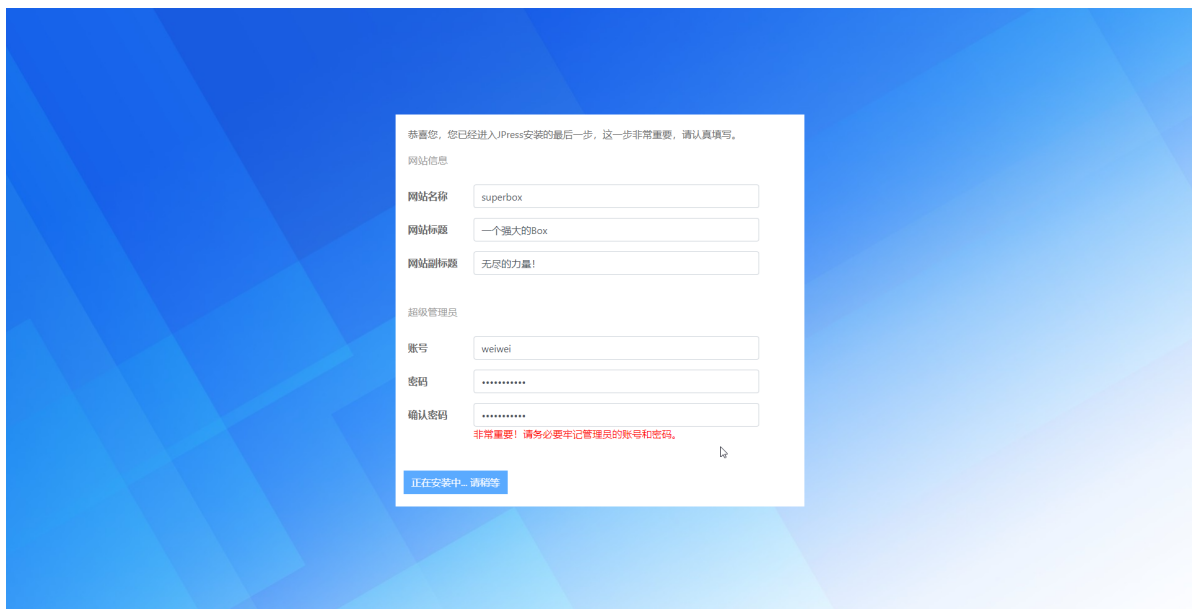 恭喜您，您已经进入JPress安装的最后一步，这一步非常重要，请认真填写。
网站信息
网站名称 superbox
网站标题 一个强大的Box
网站副标题 无尽的力量！
超级管理员
账号 weiwei
密码 •••••••••••
确认密码 •••••••••••
非常重要！请务必要牢记管理员的账号和密码。
正在安装中... 请稍等